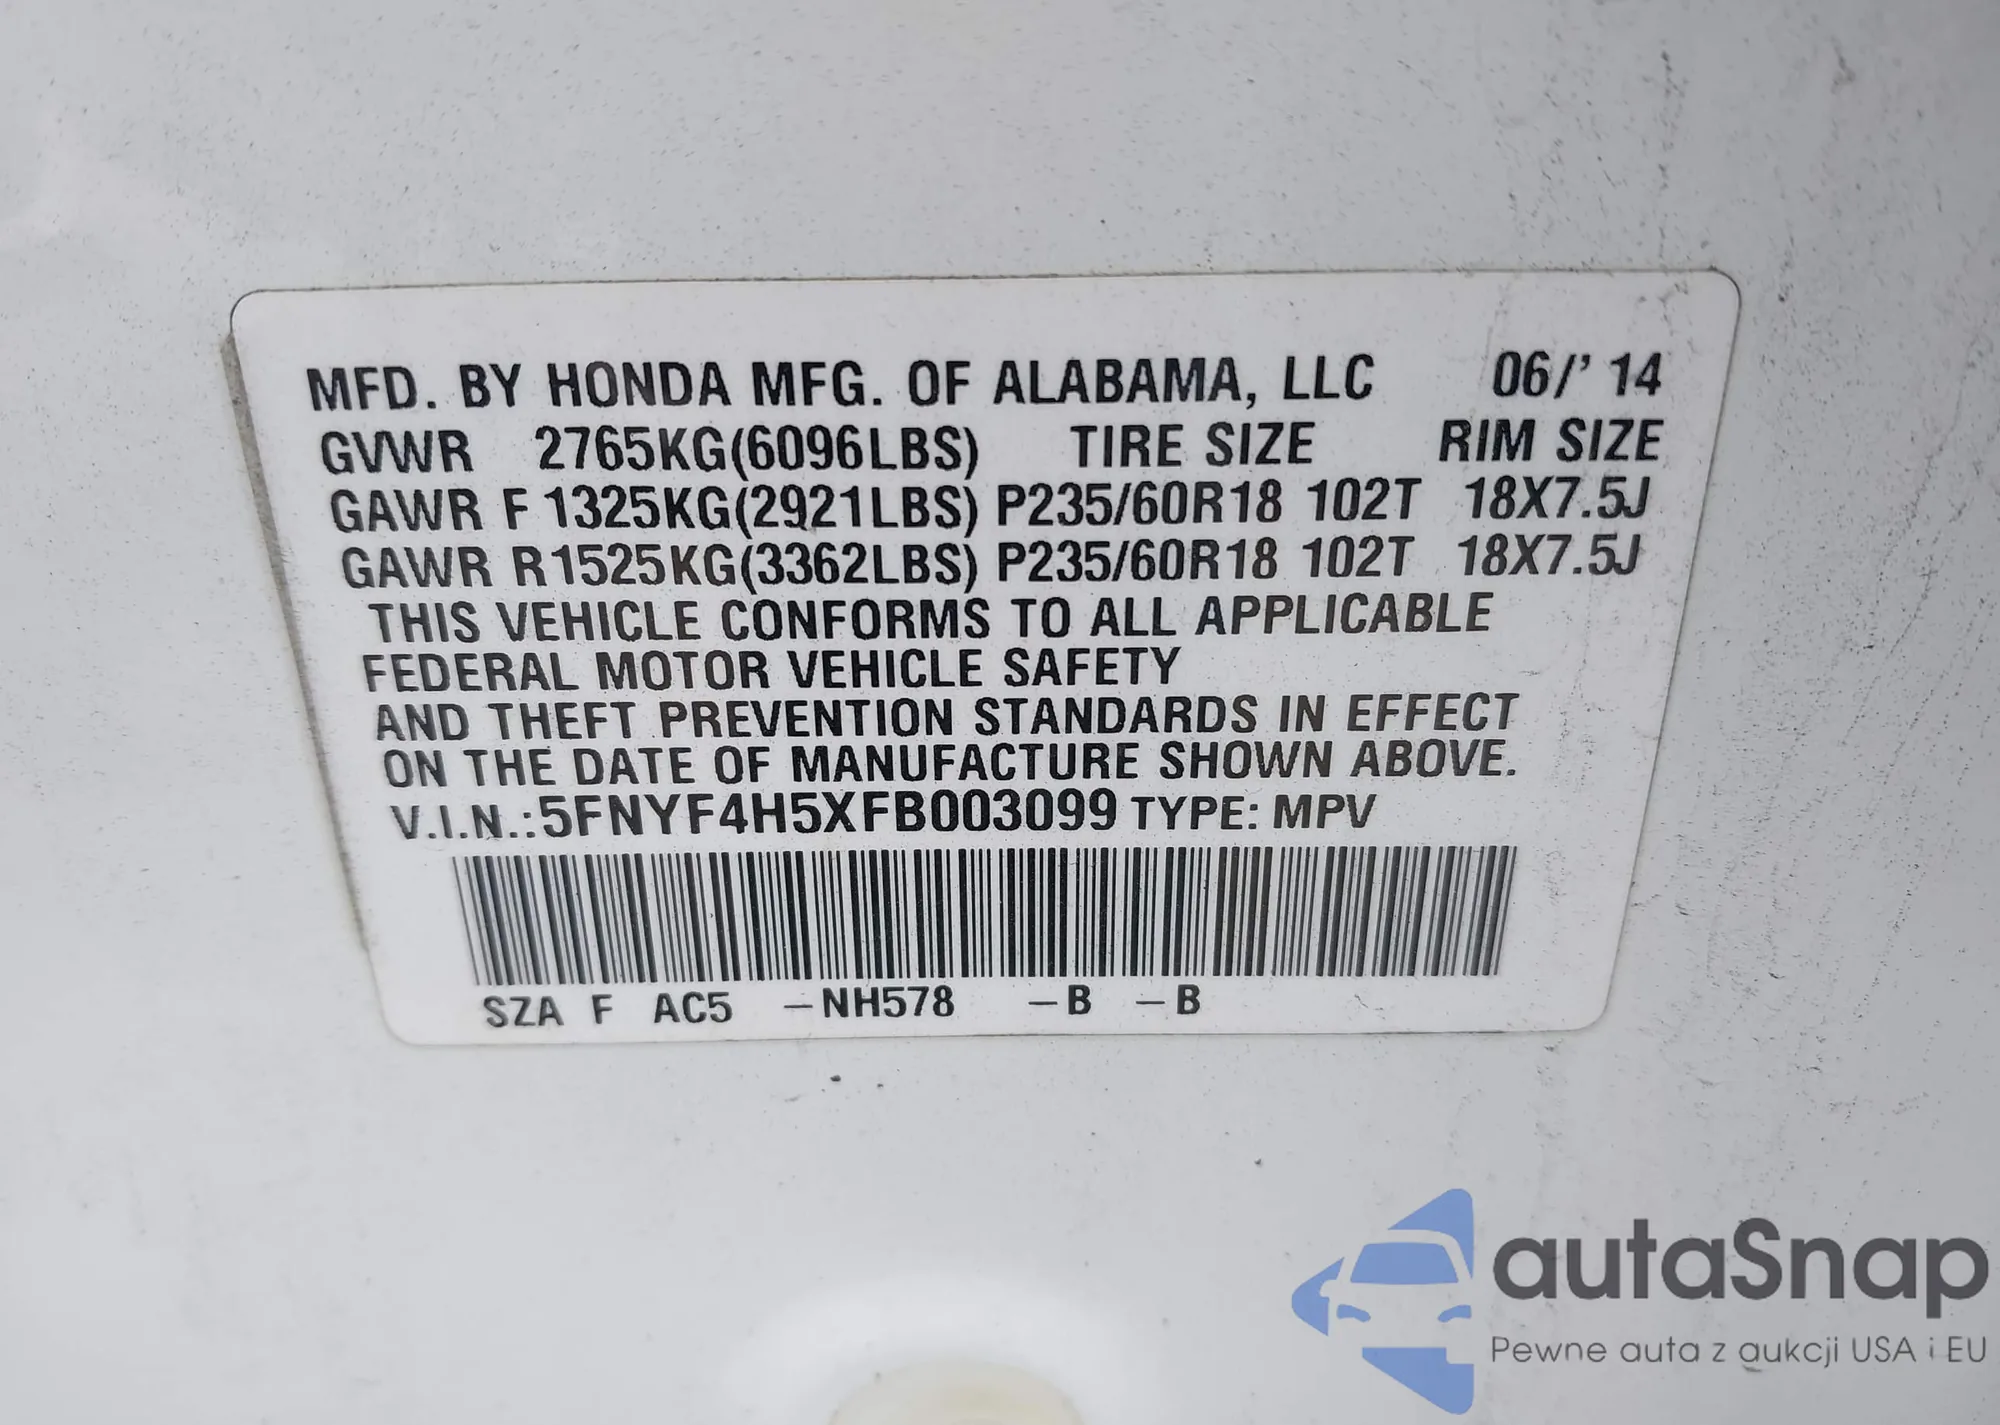 MFD. BY HONDA MFG. OF ALABAMA, LLC 06/' 14
GVWR 2765KG(6096LBS) TIRE SIZE RIM SIZE
GAWR F 1325KG(2921LBS) P235/60R18 102T 18X7.5J
GAWR R1525KG(3362LBS) P235/60R18 102T 18X7.5J
THIS VEHICLE CONFORMS TO ALL APPLICABLE
FEDERAL MOTOR VEHICLE SAFETY
AND THEFT PREVENTION STANDARDS IN EFFECT
ON THE DATE OF MANUFACTURE SHOWN ABOVE.
V.I.N.:5FNYF4H5XFB003099 TYPE: MPV
SZA F AC5 –NH578 –B –B
autaSnap
Pewne auta z aukcji USA i EU